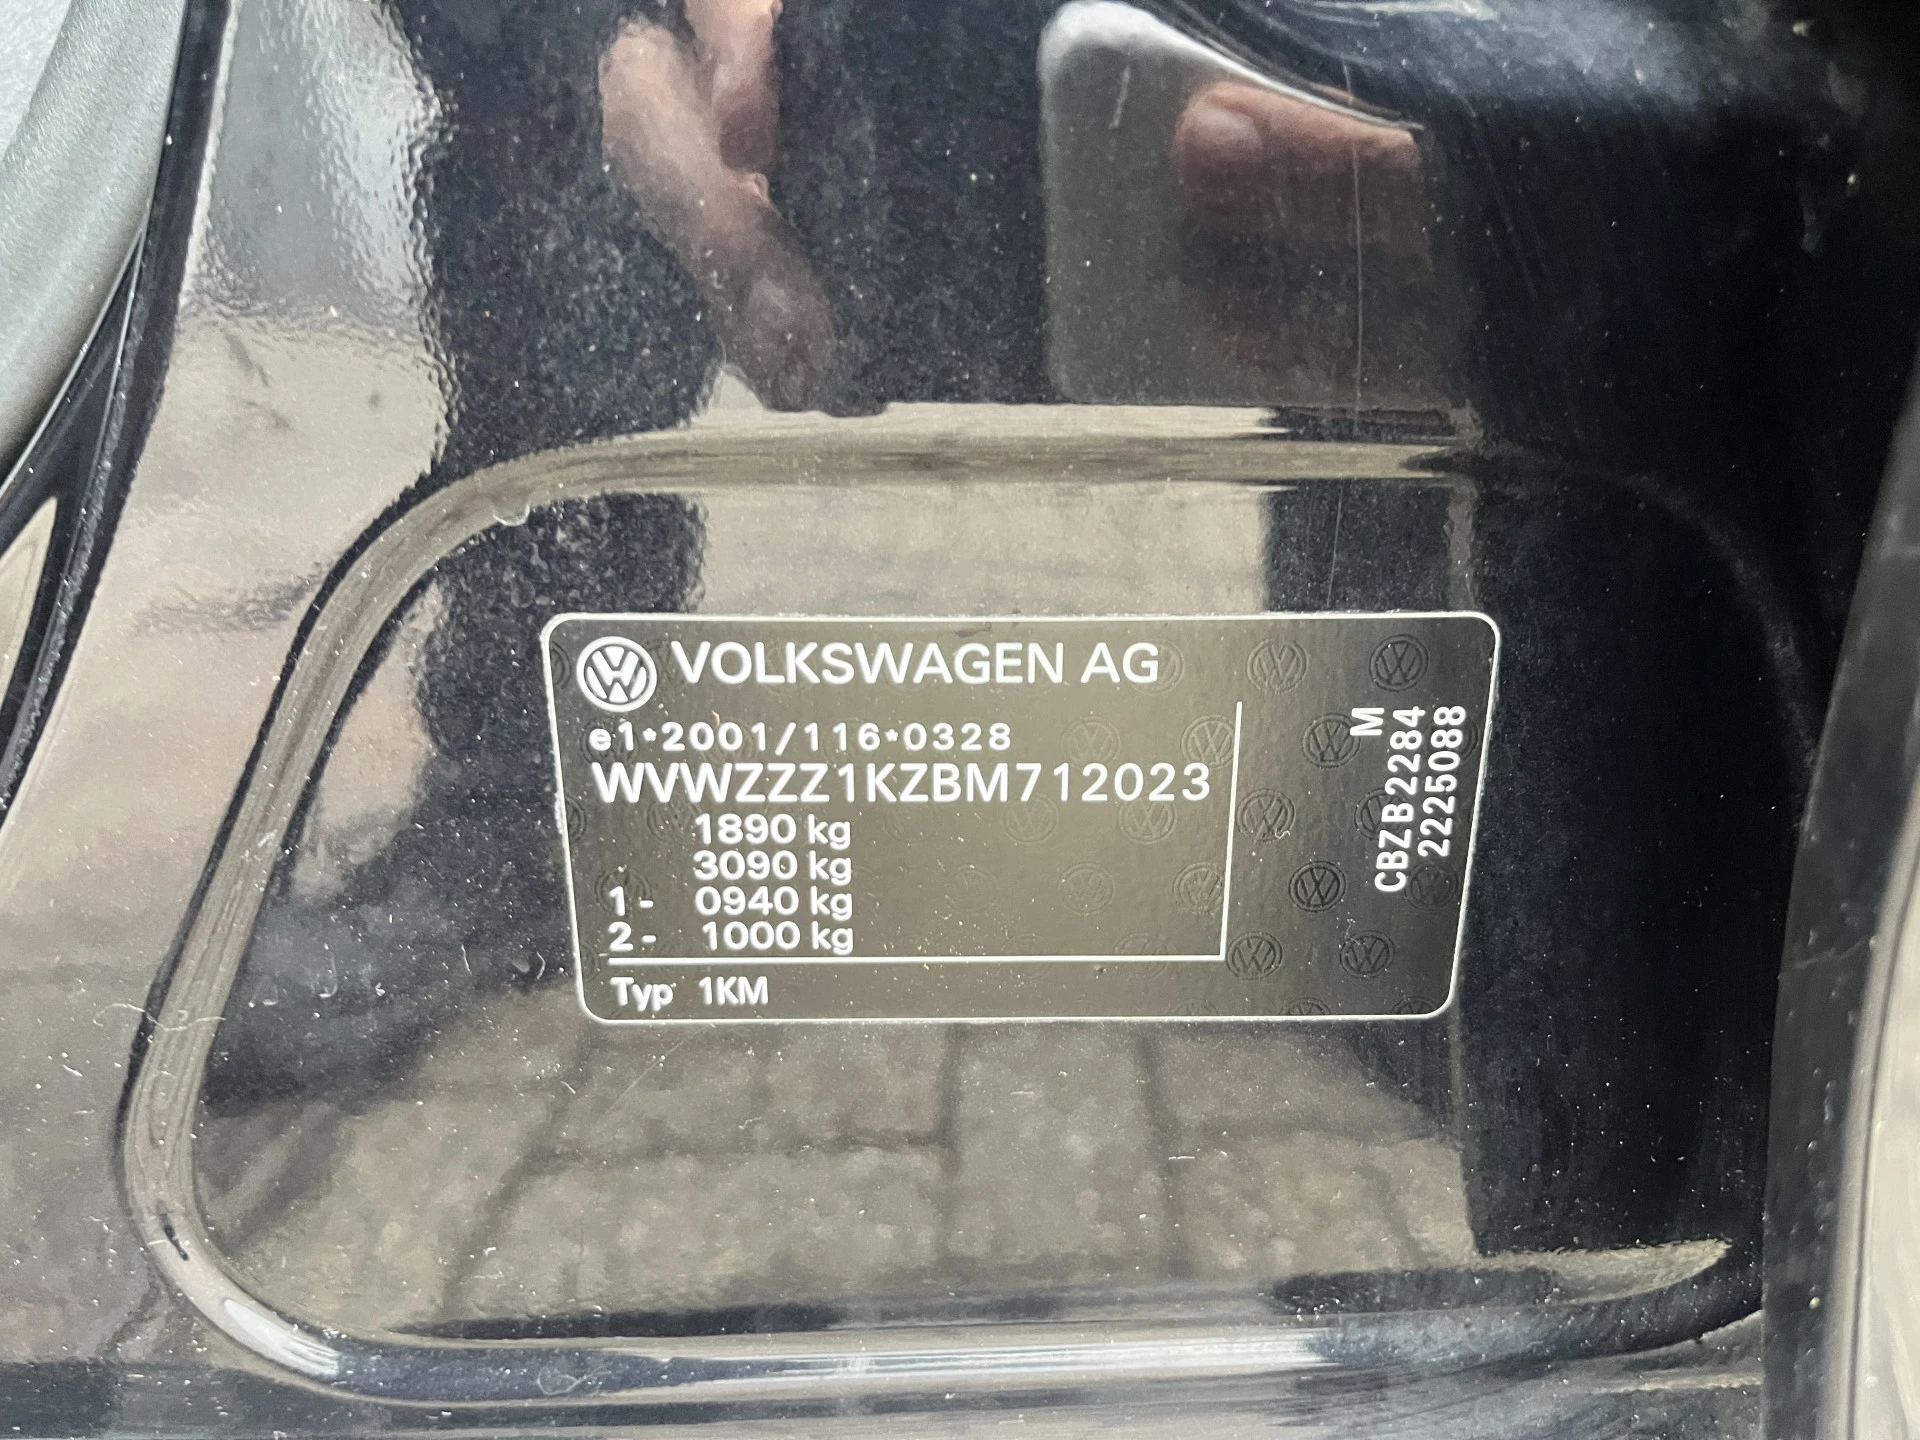 VOLKSWAGEN AG
e1*2001/116*0328
WVWZZZ1KZBM712023
1890 kg
3090 kg
1- 0940 kg
2- 1000 kg
Typ 1KM
M
CBZB2284
2225088